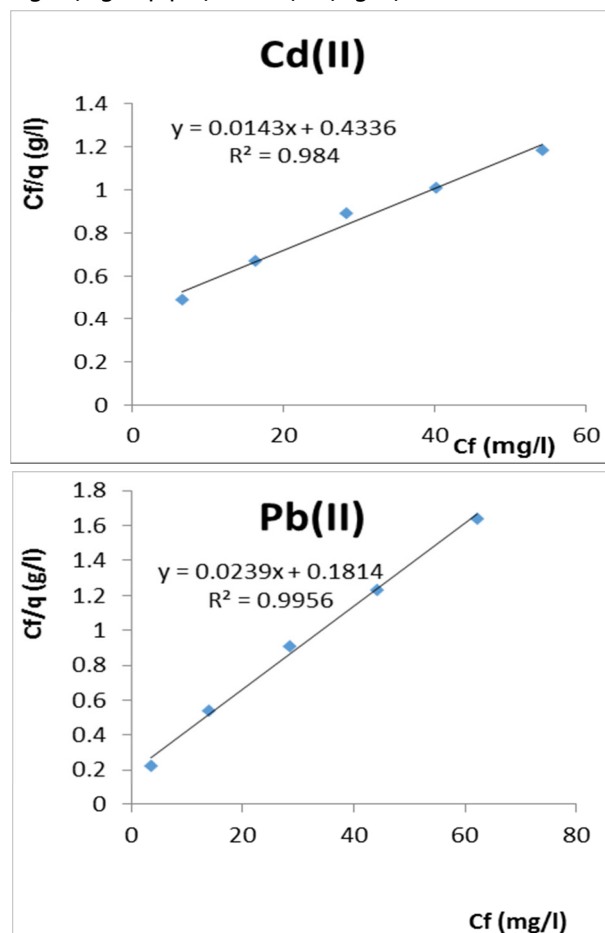 Cd(II)
Cf/q (g/l)
1.4
1.2
1
0.8
0.6
0.4
0.2
0
y = 0.0143x + 0.4336
R² = 0.984
0 20 40 60
Cf (mg/l)
Pb(II)
Cf/q (g/l)
1.8
1.6
1.4
1.2
1
0.8
0.6
0.4
0.2
0
y = 0.0239x + 0.1814
R² = 0.9956
0 20 40 60 80
Cf (mg/l)